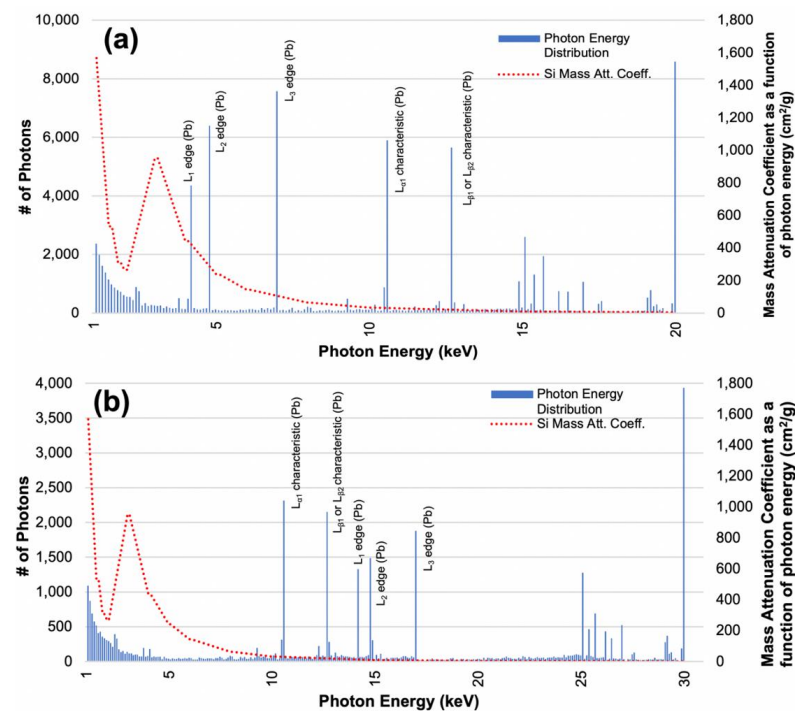 (a)
10,000
8,000
6,000
4,000
2,000
0
# of Photons
1
5
10
15
20
Photon Energy (keV)
1,800
1,600
1,400
1,200
1,000
800
600
400
200
0
Mass Attenuation Coefficient as a function
of photon energy (cm2/g)
Photon Energy
Distribution
Si Mass Att. Coeff.
L1 edge (Pb)
L2 edge (Pb)
L3 edge (Pb)
Lα1 characteristic (Pb)
Lβ1 or Lβ2 characteristic (Pb)
(b)
4,000
3,500
3,000
2,500
2,000
1,500
1,000
500
0
# of Photons
1
5
10
15
20
25
30
Photon Energy (keV)
1,800
1,600
1,400
1,200
1,000
800
600
400
200
0
Mass Attenuation Coefficient as a
function of photon energy (cm²/g)
Photon Energy
Distribution
Si Mass Att. Coeff.
Lα1 characteristic (Pb)
Lβ1 or Lβ2 characteristic (Pb)
L1 edge (Pb)
L2 edge (Pb)
L3 edge (Pb)